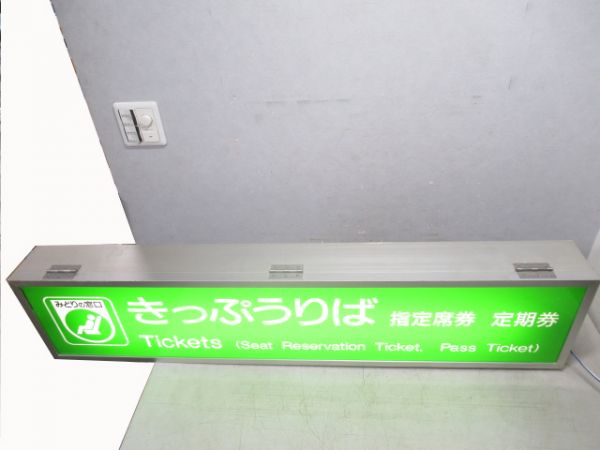 みどりの窓口
きっぷうりば 指定席券 定期券
Tickets (Seat Reservation Ticket, Pass Ticket)